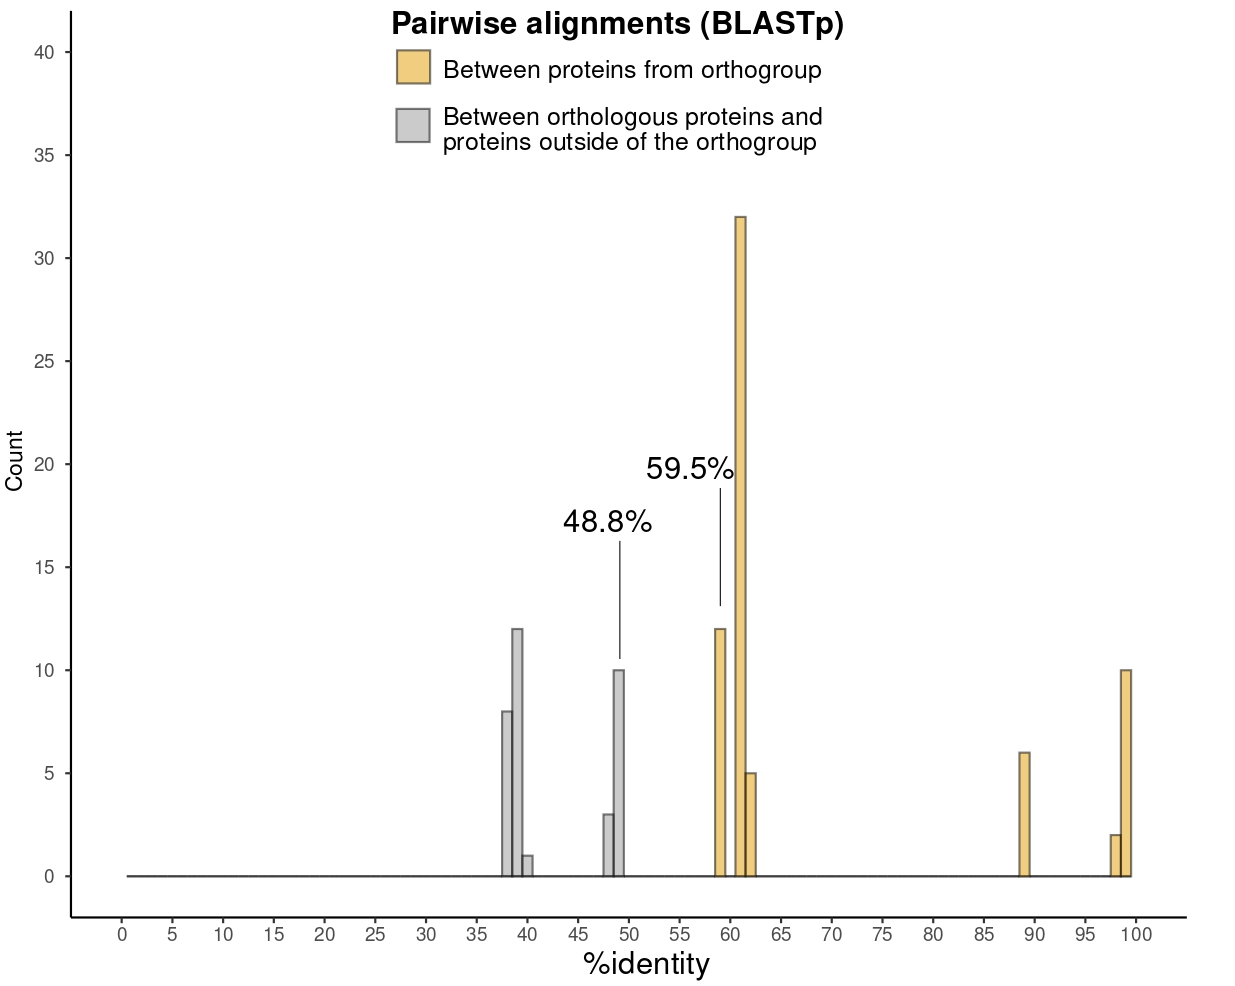 Pairwise alignments (BLASTp)
Between proteins from orthogroup
Between orthologous proteins and
proteins outside of the orthogroup
40
35
30
25
20
15
10
5
0
Count
59.5%
48.8%
0 5 10 15 20 25 30 35 40 45 50 55 60 65 70 75 80 85 90 95 100
%identity